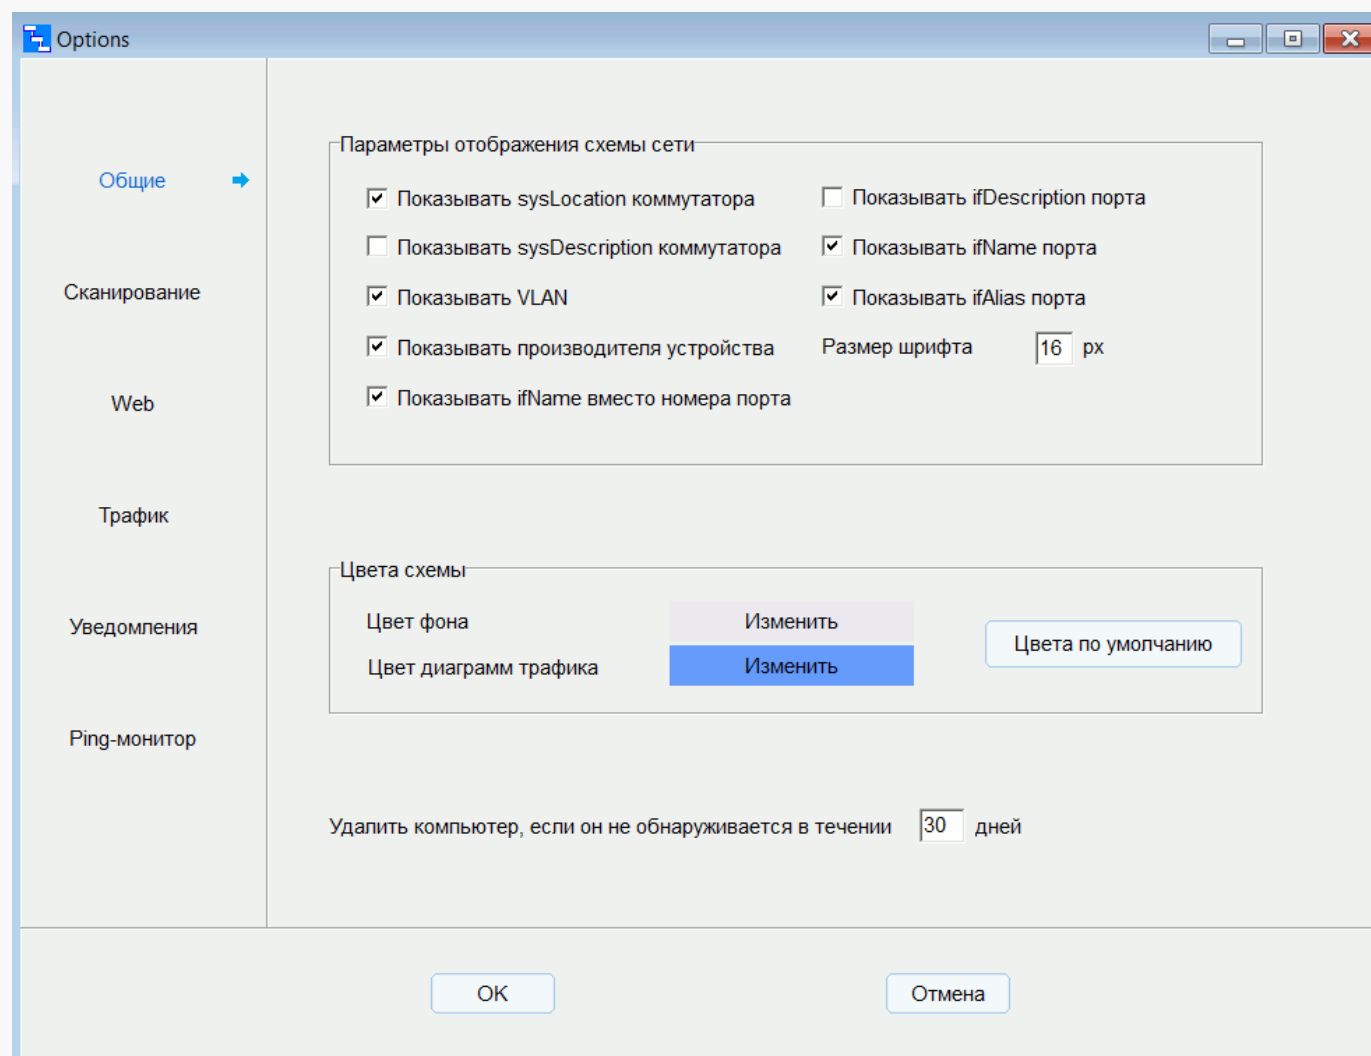 Options
Общие
Сканирование
Web
Трафик
Уведомления
Ping-монитор
Параметры отображения схемы сети
Показывать sysLocation коммутатора
Показывать ifDescription порта
Показывать sysDescription коммутатора
Показывать ifName порта
Показывать VLAN
Показывать ifAlias порта
Показывать производителя устройства
Размер шрифта 16 px
Показывать ifName вместо номера порта
Цвета схемы
Цвет фона Изменить
Цвет диаграмм трафика Изменить
Цвета по умолчанию
Удалить компьютер, если он не обнаруживается в течении 30 дней
OK
Отмена